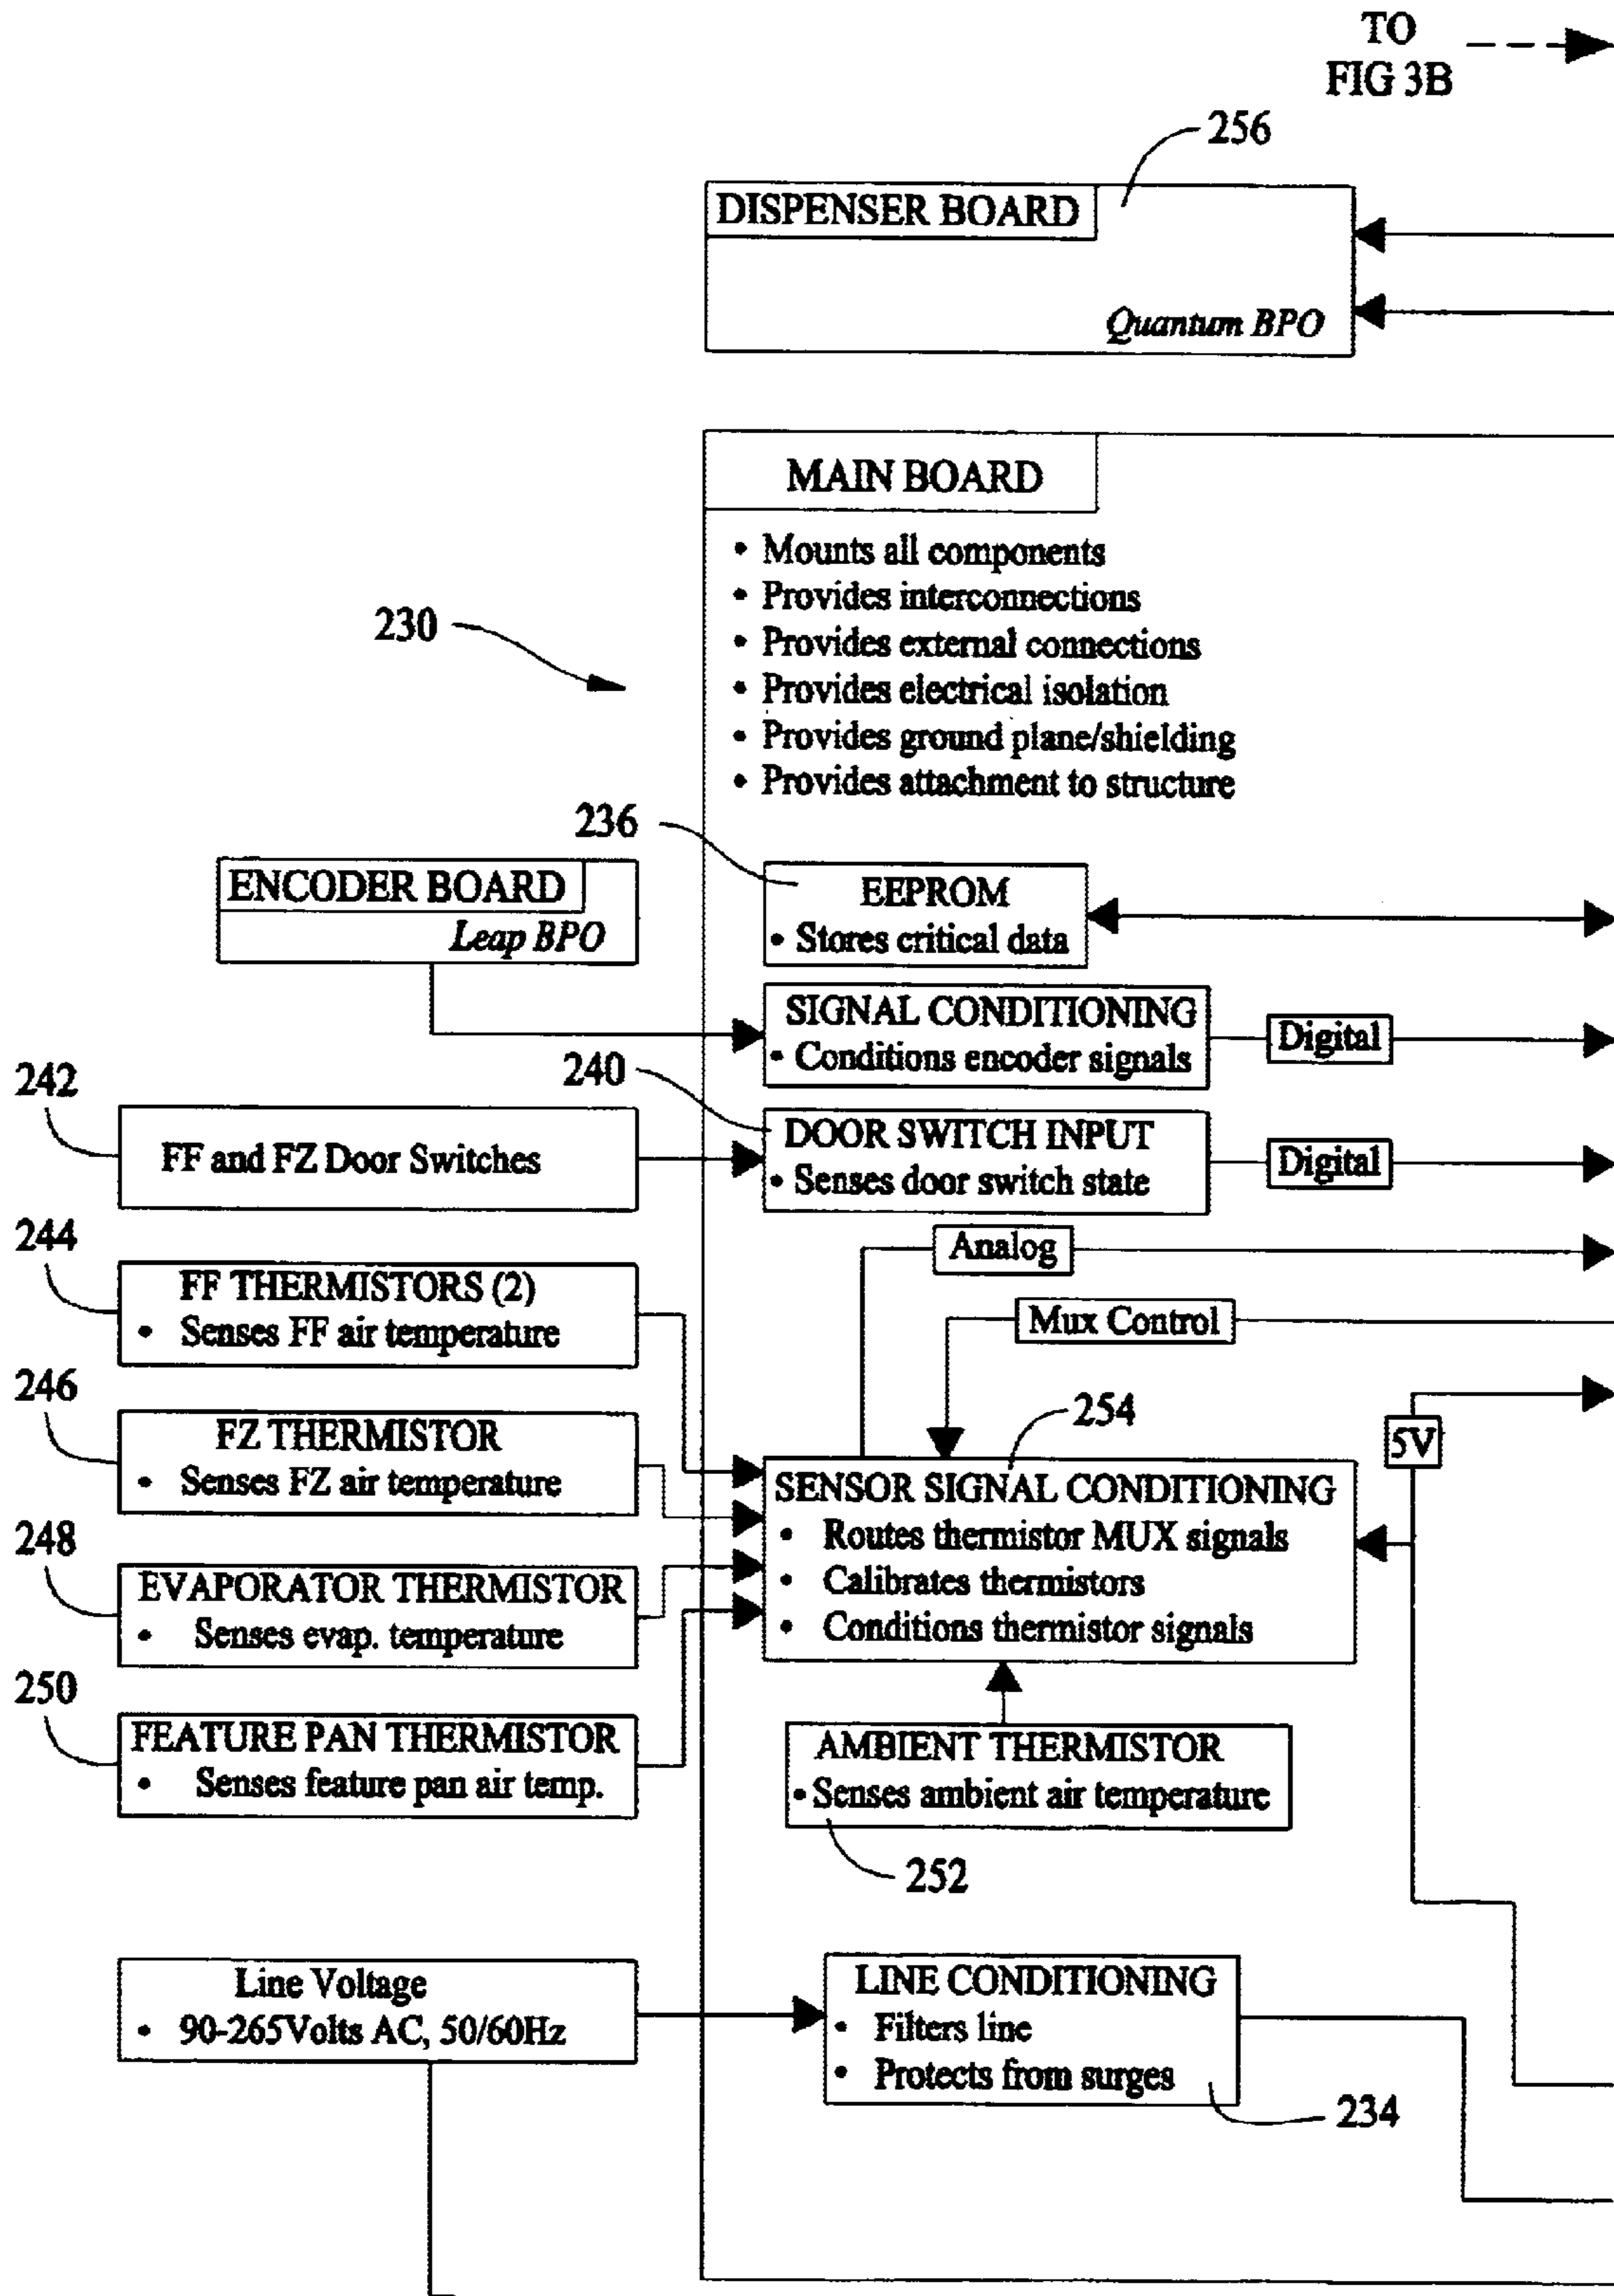 TO
FIG 3B
256
DISPENSER BOARD
Quantum BPO
MAIN BOARD
• Mounts all components
• Provides interconnections
• Provides external connections
• Provides electrical isolation
• Provides ground plane/shielding
• Provides attachment to structure
230
236
ENCODER BOARD
Leap BPO
EEPROM
• Stores critical data
SIGNAL CONDITIONING
• Conditions encoder signals
Digital
240
242
FF and FZ Door Switches
DOOR SWITCH INPUT
• Senses door switch state
Digital
Analog
Mux Control
244
FF THERMISTORS (2)
• Senses FF air temperature
246
FZ THERMISTOR
• Senses FZ air temperature
254
5V
SENSOR SIGNAL CONDITIONING
• Routes thermistor MUX signals
• Calibrates thermistors
• Conditions thermistor signals
248
EVAPORATOR THERMISTOR
• Senses evap. temperature
250
FEATURE PAN THERMISTOR
• Senses feature pan air temp.
AMBIENT THERMISTOR
• Senses ambient air temperature
252
Line Voltage
• 90-265Volts AC, 50/60Hz
LINE CONDITIONING
• Filters line
• Protects from surges
234